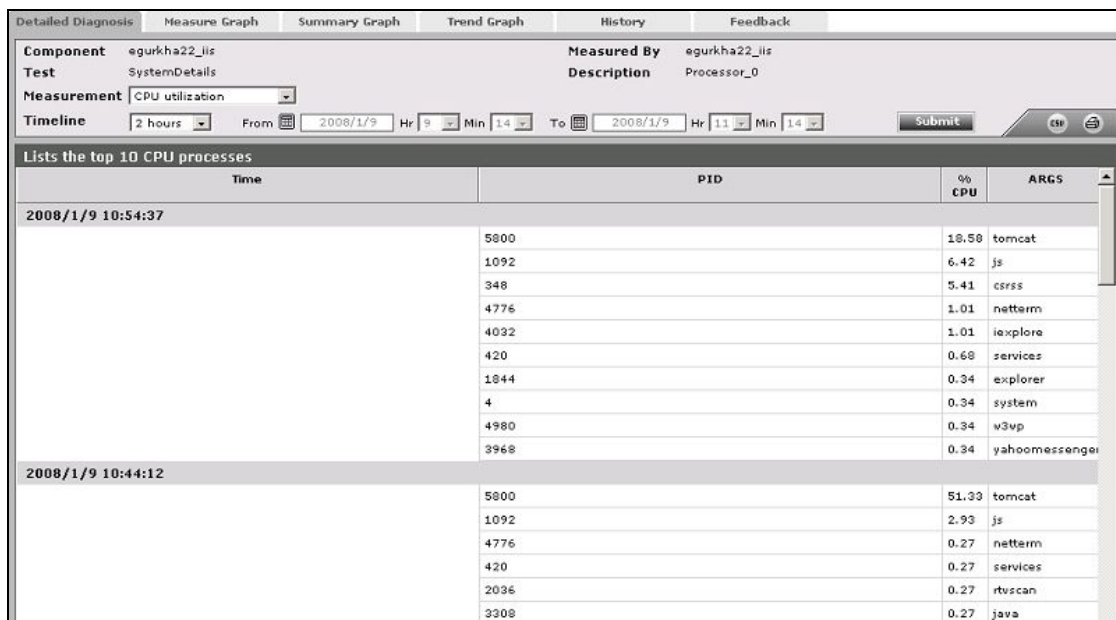 Detailed Diagnosis Measure Graph Summary Graph Trend Graph History Feedback
Component egurkha22_iis Measured By egurkha22_iis
Test SystemDetails Description Processor_0
Measurement CPU utilization
Timeline 2 hours From 2008/1/9 Hr 9 Min 14 To 2008/1/9 Hr 11 Min 14 Submit CSV
Lists the top 10 CPU processes
Time PID % CPU ARGS
2008/1/9 10:54:37
5800 18.58 tomcat
1092 6.42 js
348 5.41 csrss
4776 1.01 netterm
4032 1.01 iexplore
420 0.68 services
1844 0.34 explorer
4 0.34 system
4980 0.34 w3wp
3968 0.34 yahoomessenger
2008/1/9 10:44:12
5800 51.33 tomcat
1092 2.93 js
4776 0.27 netterm
420 0.27 services
2036 0.27 rtvscan
3308 0.27 java